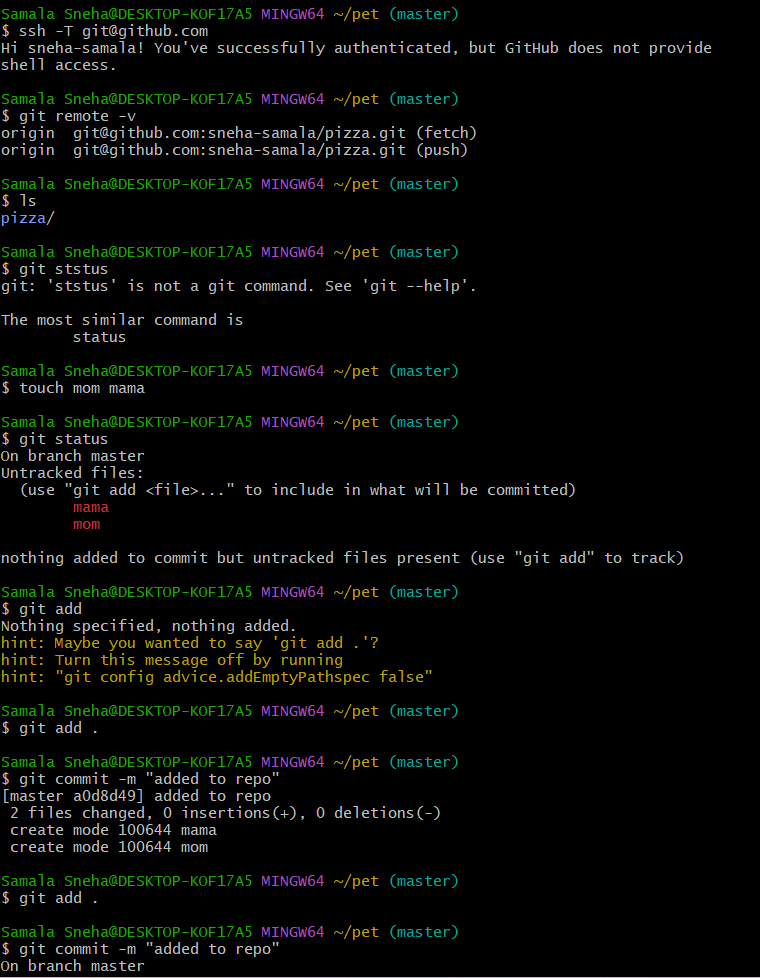 Samala Sneha@DESKTOP-KOF17A5 MINGW64 ~/pet (master)
$ ssh -T git@github.com
Hi sneha-samala! You've successfully authenticated, but GitHub does not provide
shell access.
Samala Sneha@DESKTOP-KOF17A5 MINGW64 ~/pet (master)
$ git remote -v
origin  git@github.com:sneha-samala/pizza.git (fetch)
origin  git@github.com:sneha-samala/pizza.git (push)
Samala Sneha@DESKTOP-KOF17A5 MINGW64 ~/pet (master)
$ ls
pizza/
Samala Sneha@DESKTOP-KOF17A5 MINGW64 ~/pet (master)
$ git ststus
git: 'ststus' is not a git command. See 'git --help'.
The most similar command is
        status
Samala Sneha@DESKTOP-KOF17A5 MINGW64 ~/pet (master)
$ touch mom mama
Samala Sneha@DESKTOP-KOF17A5 MINGW64 ~/pet (master)
$ git status
On branch master
Untracked files:
  (use "git add <file>..." to include in what will be committed)
        mama
        mom
nothing added to commit but untracked files present (use "git add" to track)
Samala Sneha@DESKTOP-KOF17A5 MINGW64 ~/pet (master)
$ git add
Nothing specified, nothing added.
hint: Maybe you wanted to say 'git add .'?
hint: Turn this message off by running
hint: "git config advice.addEmptyPathspec false"
Samala Sneha@DESKTOP-KOF17A5 MINGW64 ~/pet (master)
$ git add .
Samala Sneha@DESKTOP-KOF17A5 MINGW64 ~/pet (master)
$ git commit -m "added to repo"
[master a0d8d49] added to repo
 2 files changed, 0 insertions(+), 0 deletions(-)
 create mode 100644 mama
 create mode 100644 mom
Samala Sneha@DESKTOP-KOF17A5 MINGW64 ~/pet (master)
$ git add .
Samala Sneha@DESKTOP-KOF17A5 MINGW64 ~/pet (master)
$ git commit -m "added to repo"
On branch master